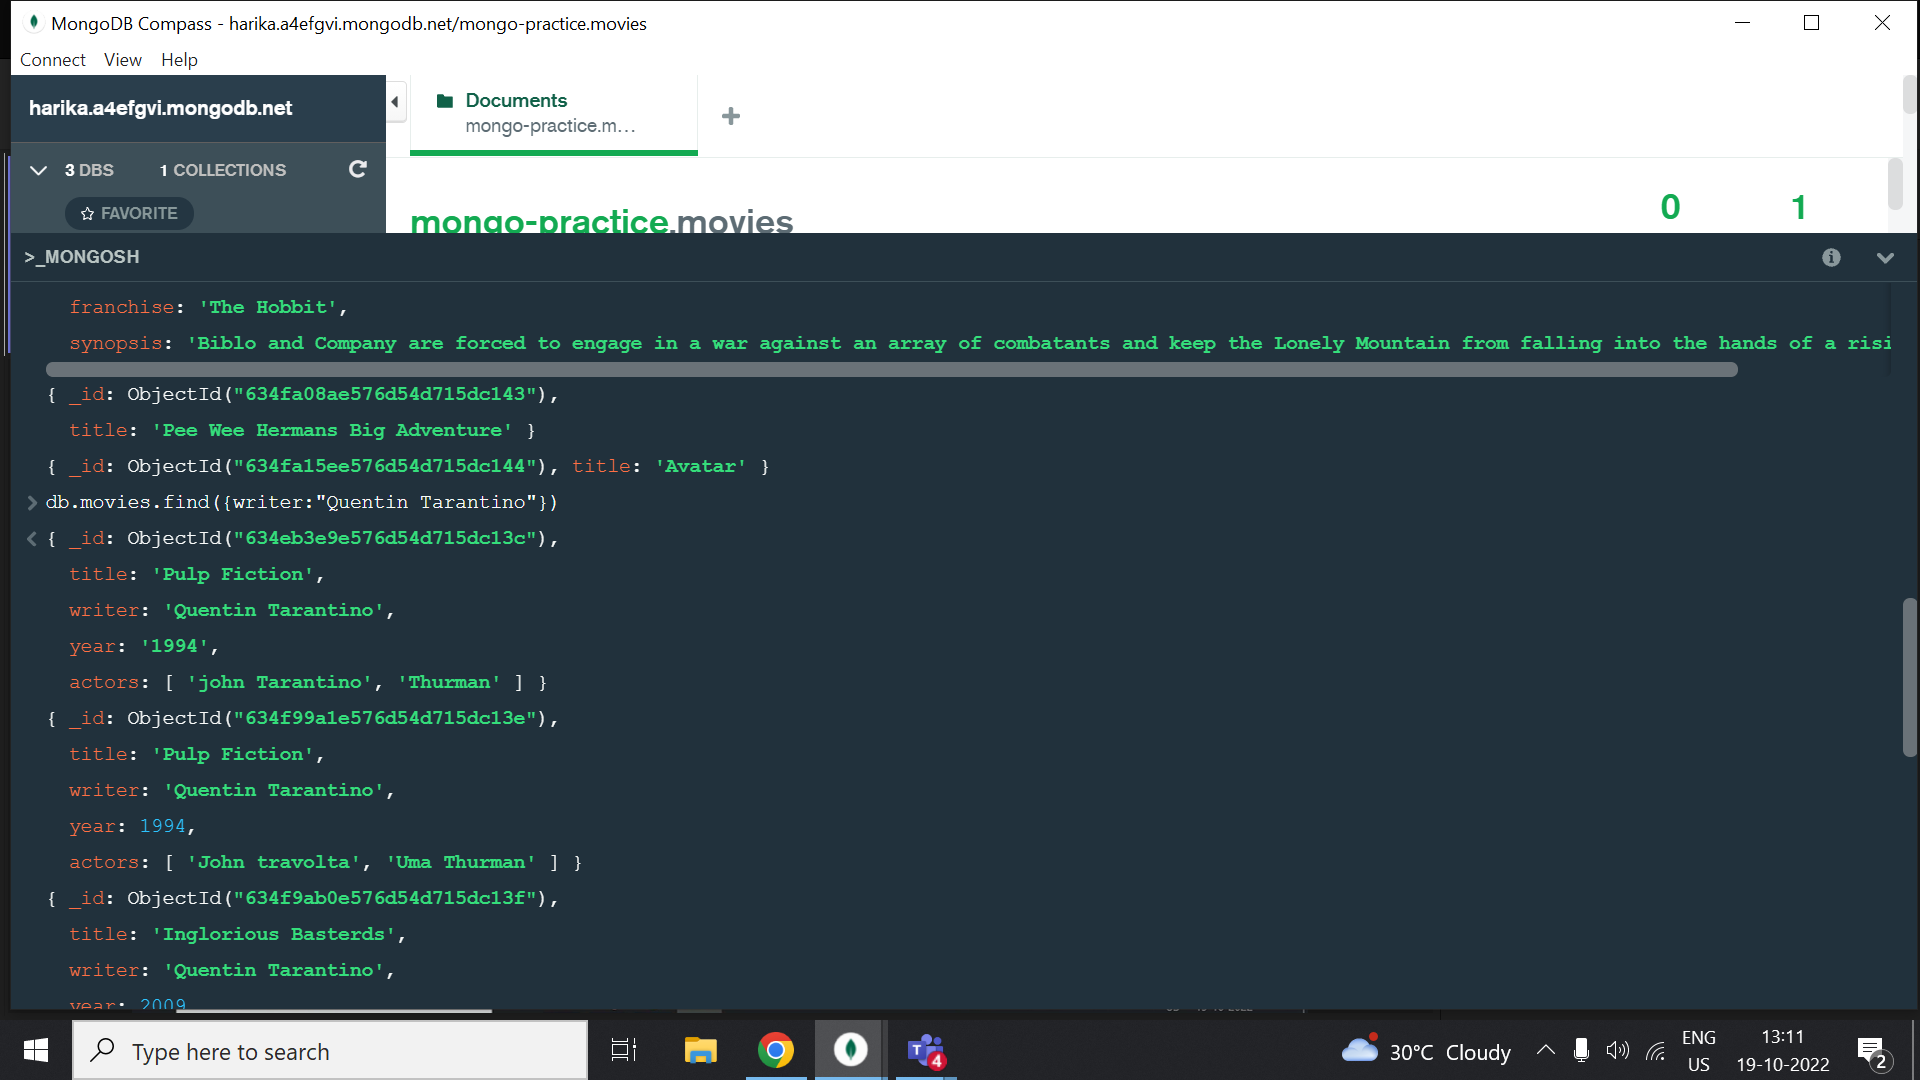 MongoDB Compass - harika.a4efgvi.mongodb.net/mongo-practice.movies
Connect View Help
harika.a4efgvi.mongodb.net
Documents
mongo-practice.m...
3 DBS 1 COLLECTIONS
FAVORITE
mongo-practice.movies
0 1
>_MONGOSH
franchise: 'The Hobbit',
synopsis: 'Biblo and Company are forced to engage in a war against an array of combatants and keep the Lonely Mountain from falling into the hands of a risi
{ _id: ObjectId("634fa08ae576d54d715dc143"),
title: 'Pee Wee Hermans Big Adventure' }
{ _id: ObjectId("634fa15ee576d54d715dc144"), title: 'Avatar' }
> db.movies.find({writer:"Quentin Tarantino"})
< { _id: ObjectId("634eb3e9e576d54d715dc13c"),
title: 'Pulp Fiction',
writer: 'Quentin Tarantino',
year: '1994',
actors: [ 'john Tarantino', 'Thurman' ] }
{ _id: ObjectId("634f99a1e576d54d715dc13e"),
title: 'Pulp Fiction',
writer: 'Quentin Tarantino',
year: 1994,
actors: [ 'John travolta', 'Uma Thurman' ] }
{ _id: ObjectId("634f9ab0e576d54d715dc13f"),
title: 'Inglorious Basterds',
writer: 'Quentin Tarantino',
year: 2009
Type here to search
T 4
30°C Cloudy
ENG
US
13:11
19-10-2022
2